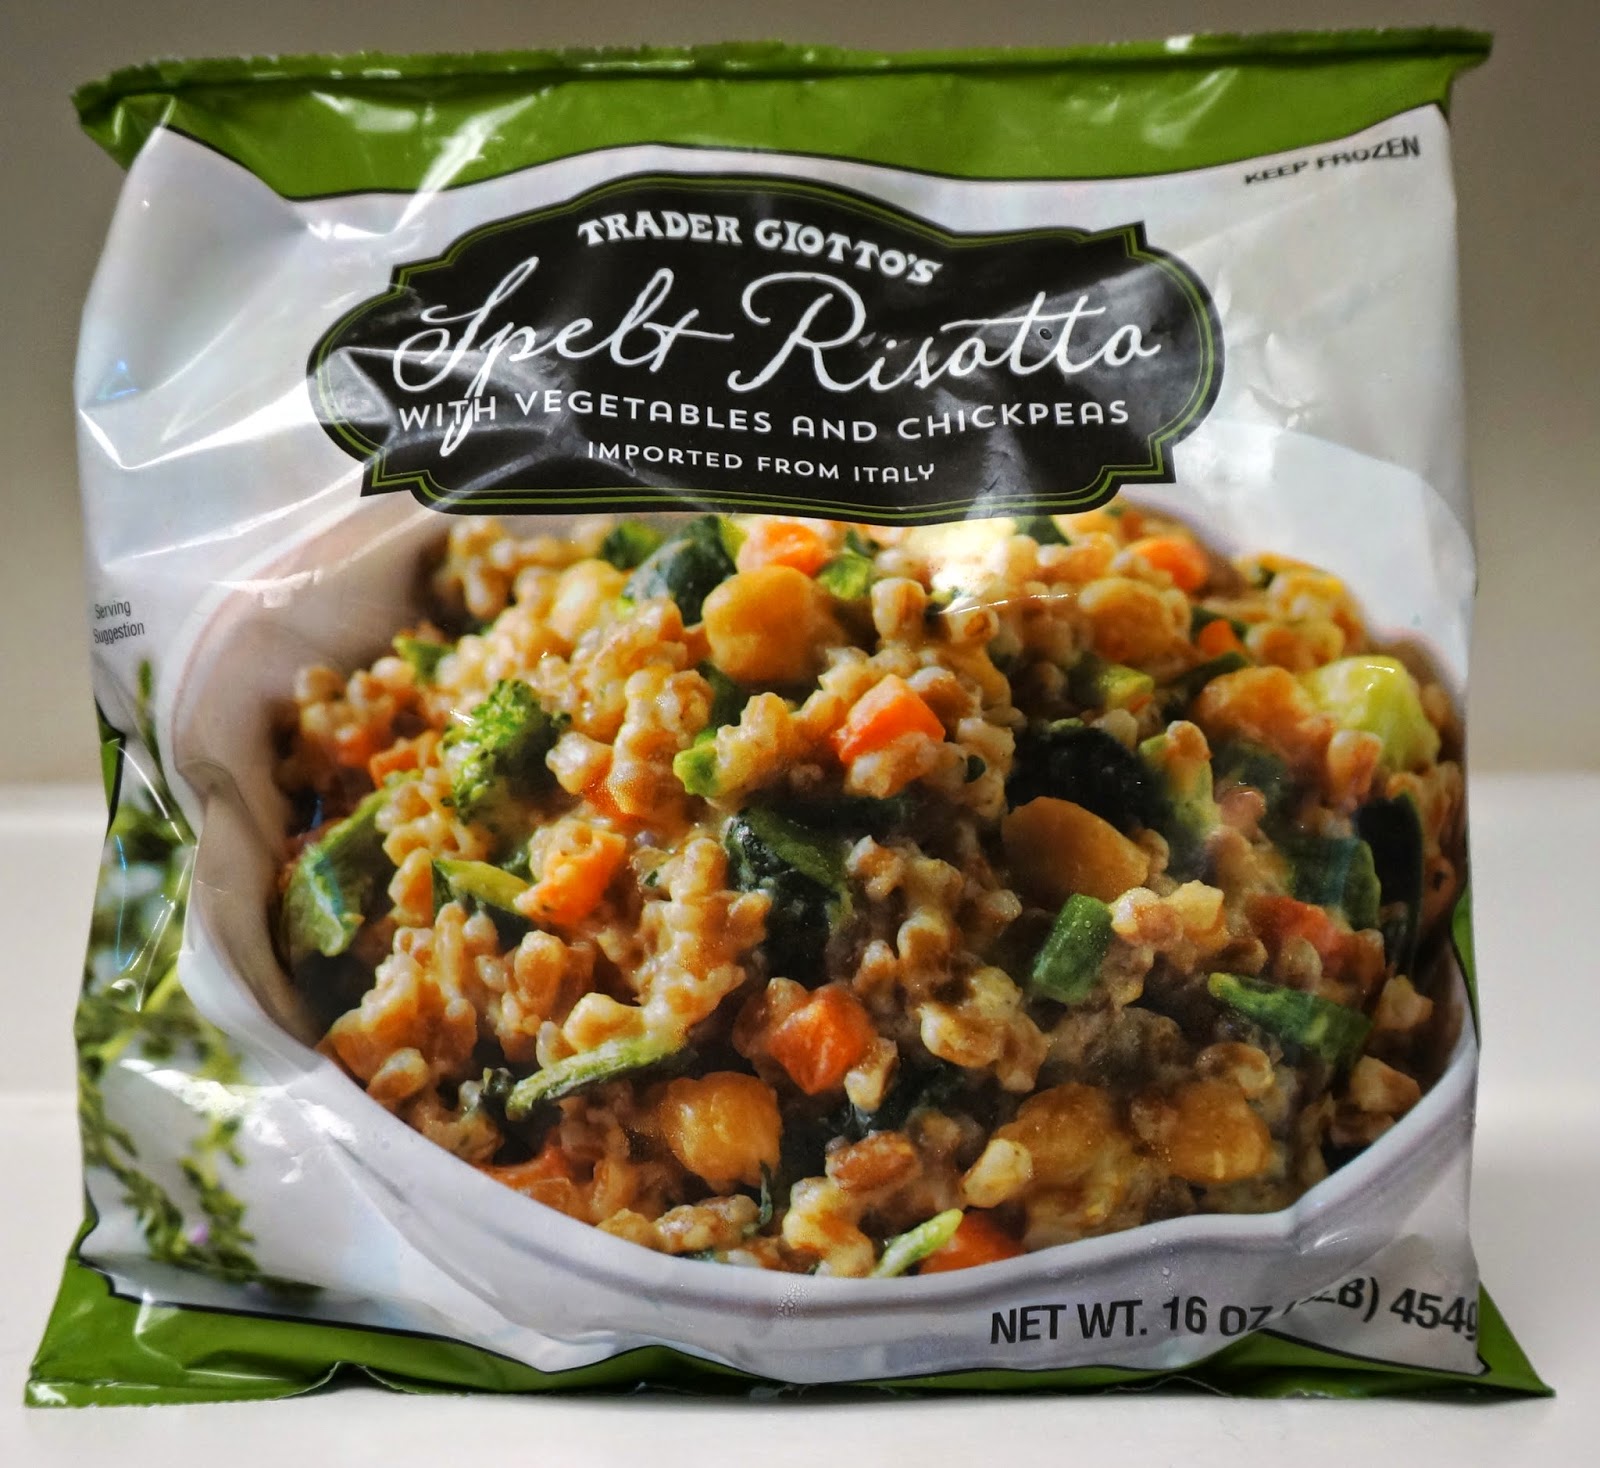 KEEP FROZEN
TRADER GIOTTO'S
Spelt Risotto
WITH VEGETABLES AND CHICKPEAS
IMPORTED FROM ITALY
Serving
Suggestion
NET WT. 16 OZ LB) 454g